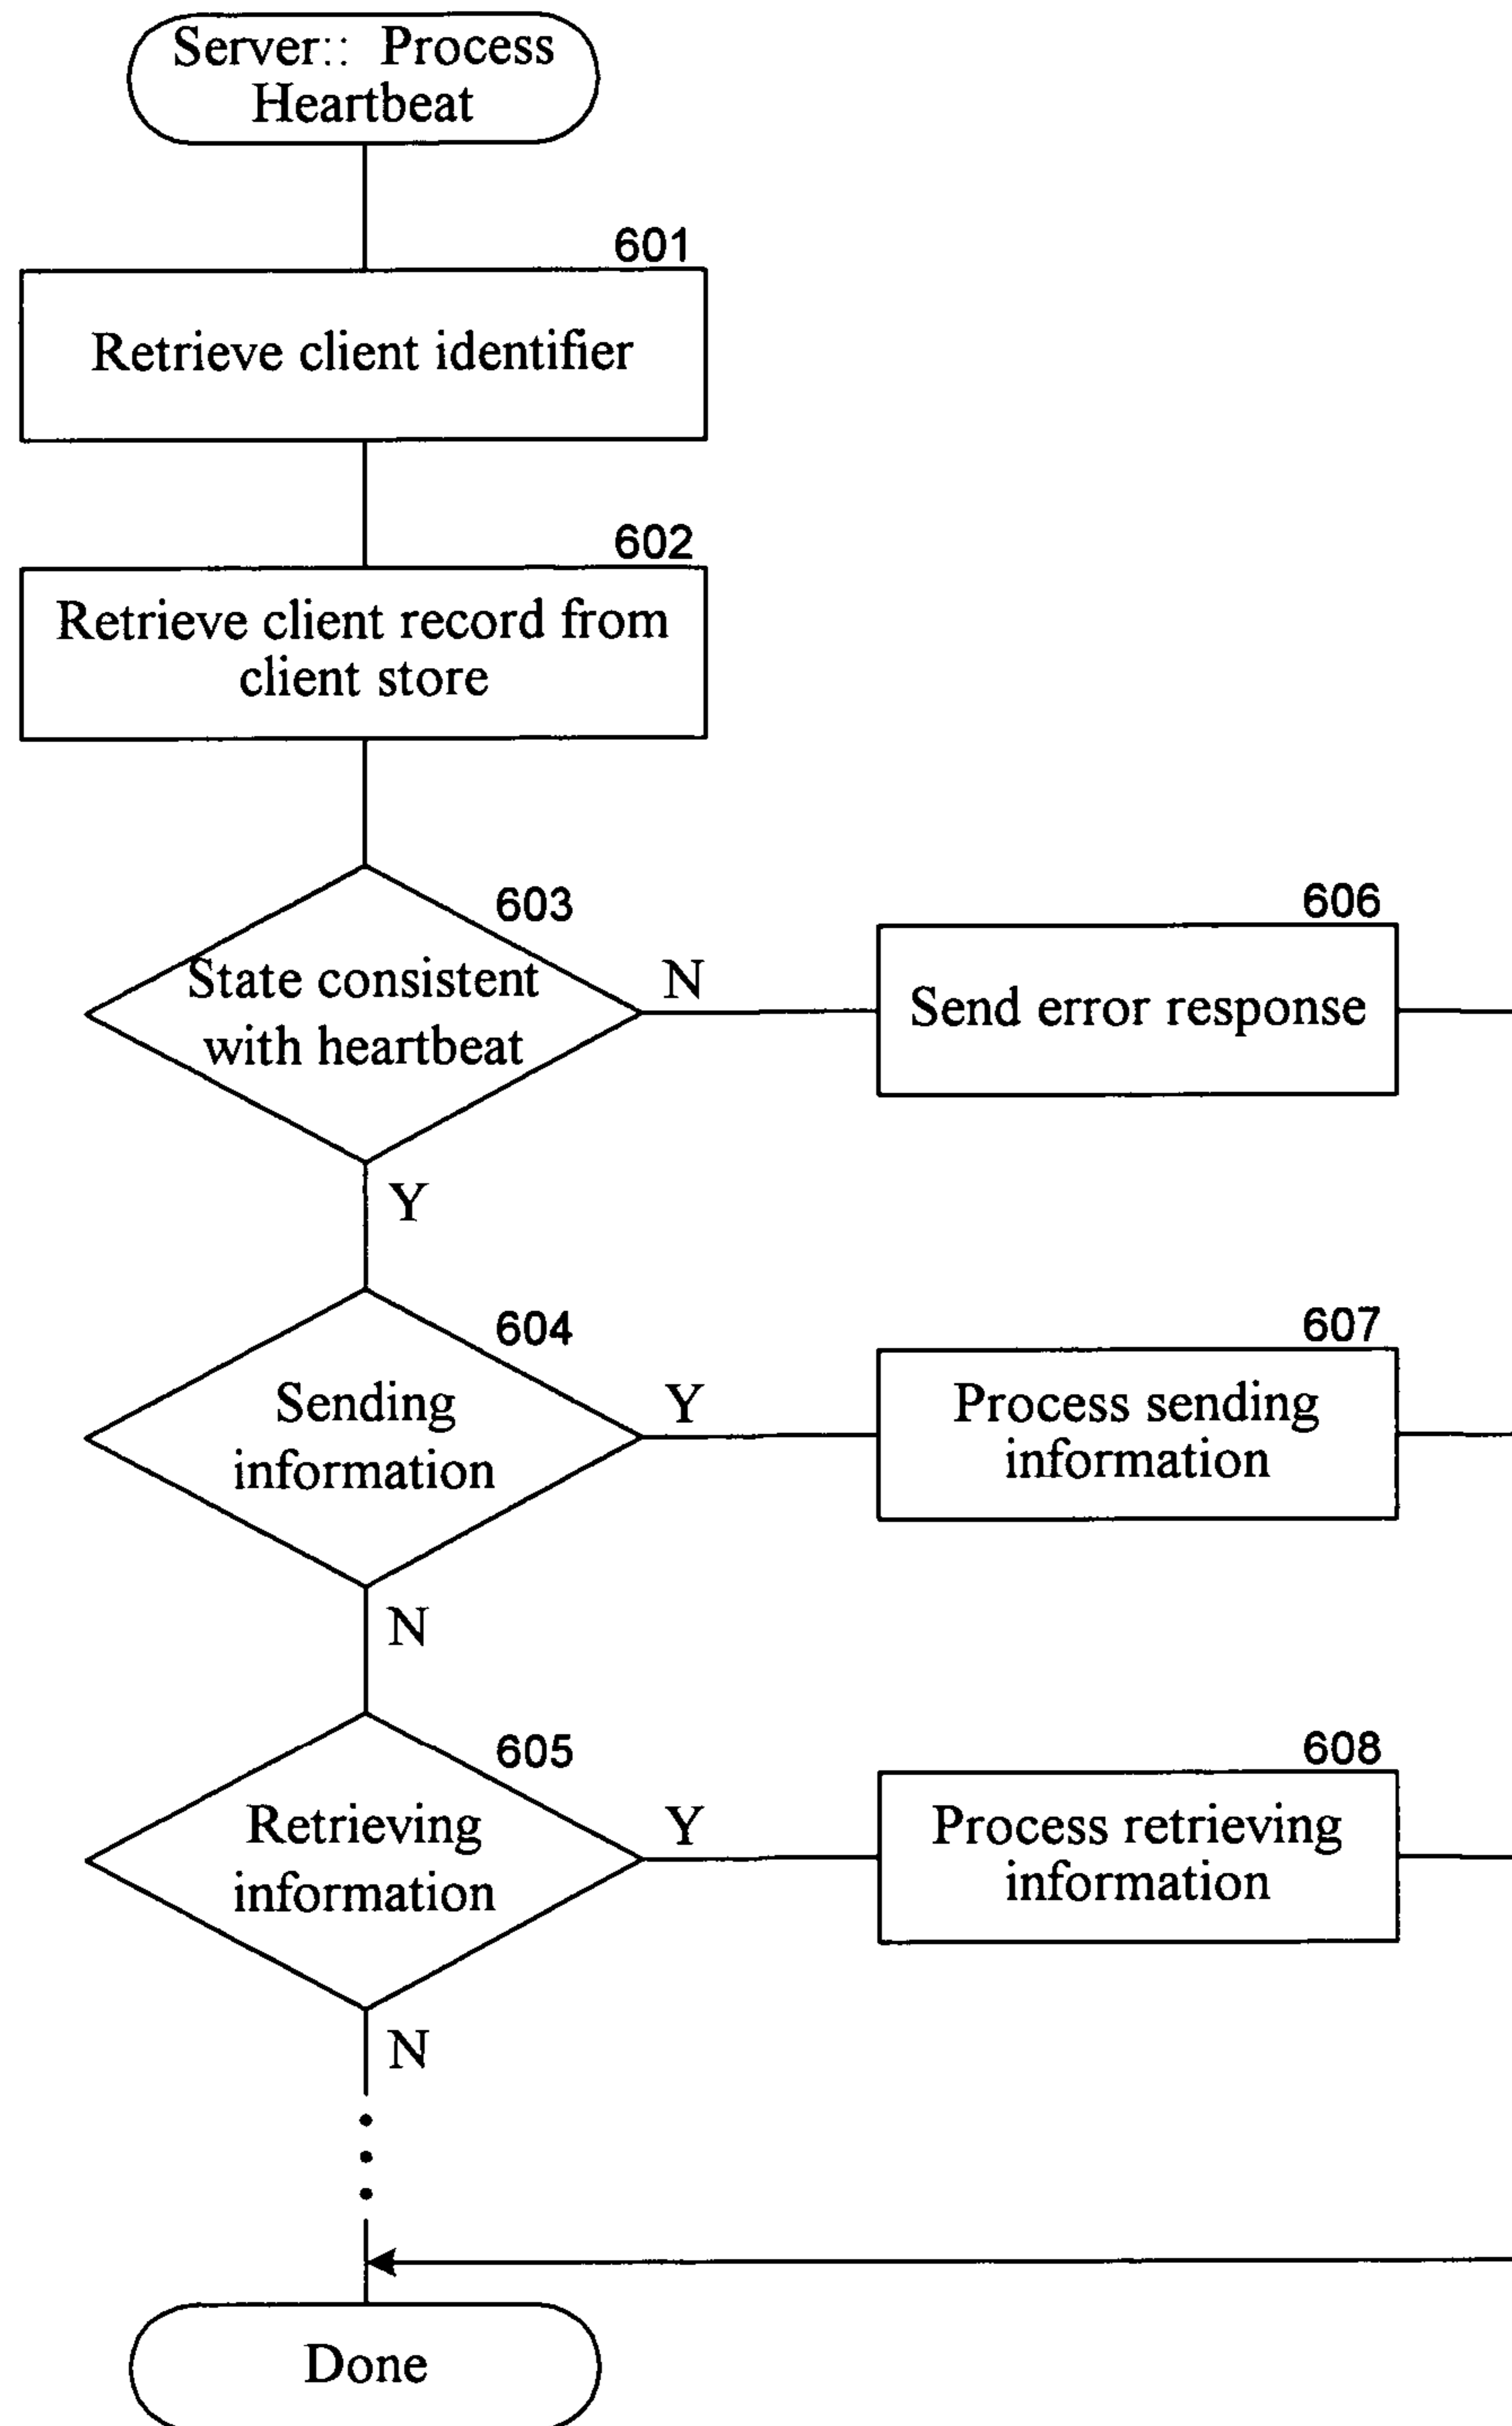 Server:: Process
Heartbeat
601
Retrieve client identifier
602
Retrieve client record from
client store
603
State consistent
with heartbeat
N
606
Send error response
Y
604
Sending
information
Y
607
Process sending
information
N
605
Retrieving
information
Y
608
Process retrieving
information
N
Done